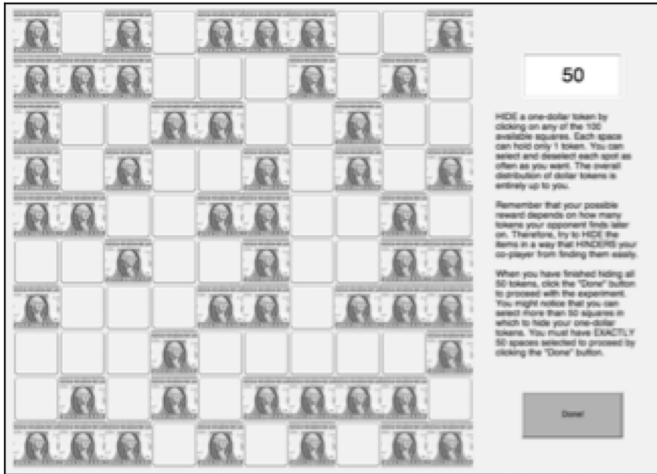 50
HIDE a one-dollar token by
clicking on any of the 100
available squares. Each space
can hold only 1 token. You can
select and deselect each spot as
often as you want. The overall
distribution of dollar tokens is
entirely up to you.
Remember that your possible
reward depends on how many
tokens your opponent finds later
on. Therefore, try to HIDE the
items in a way that HINDERS your
co-player from finding them easily.
When you have finished hiding all
50 tokens, click the "Done" button
to proceed with the experiment.
You might notice that you can
select more than 50 squares in
which to hide your one-dollar
tokens. You must have EXACTLY
50 spaces selected to proceed by
clicking the "Done" button.
Done!